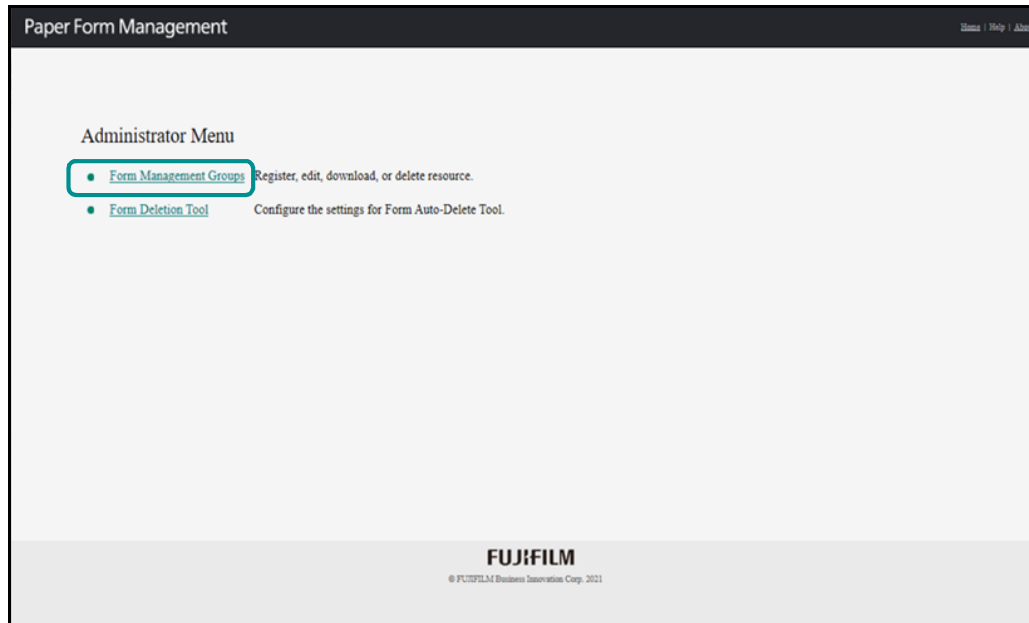 Paper Form Management
Home | Help |
Administrator Menu
Form Management Groups Register, edit, download, or delete resource.
Form Deletion Tool Configure the settings for Form Auto-Delete Tool.
FUJIFILM
© FUJIFILM Business Innovation Corp. 2021